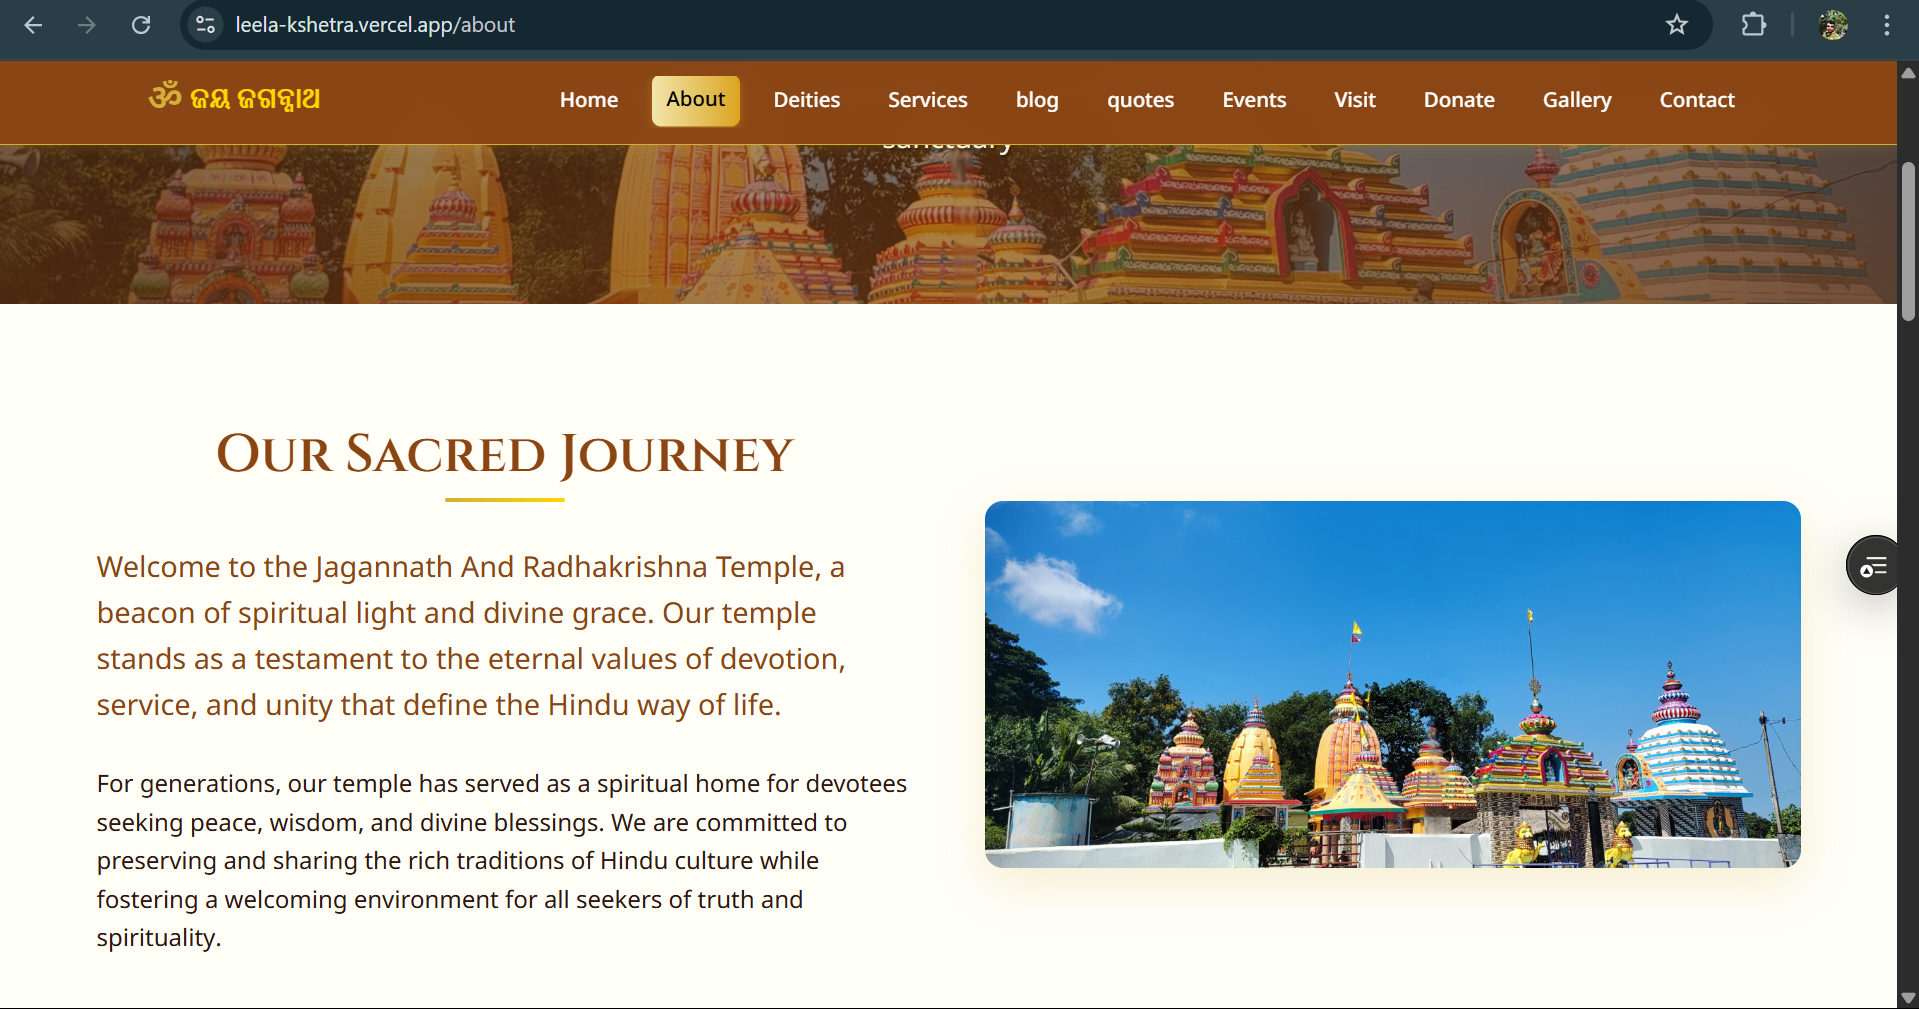 leela-kshetra.vercel.app/about
ॐ ଜୟ ଜଗନ୍ନାଥ
Home About Deities Services blog quotes Events Visit Donate Gallery Contact
sanctuary
Our Sacred Journey
Welcome to the Jagannath And Radhakrishna Temple, a
beacon of spiritual light and divine grace. Our temple
stands as a testament to the eternal values of devotion,
service, and unity that define the Hindu way of life.
For generations, our temple has served as a spiritual home for devotees
seeking peace, wisdom, and divine blessings. We are committed to
preserving and sharing the rich traditions of Hindu culture while
fostering a welcoming environment for all seekers of truth and
spirituality.